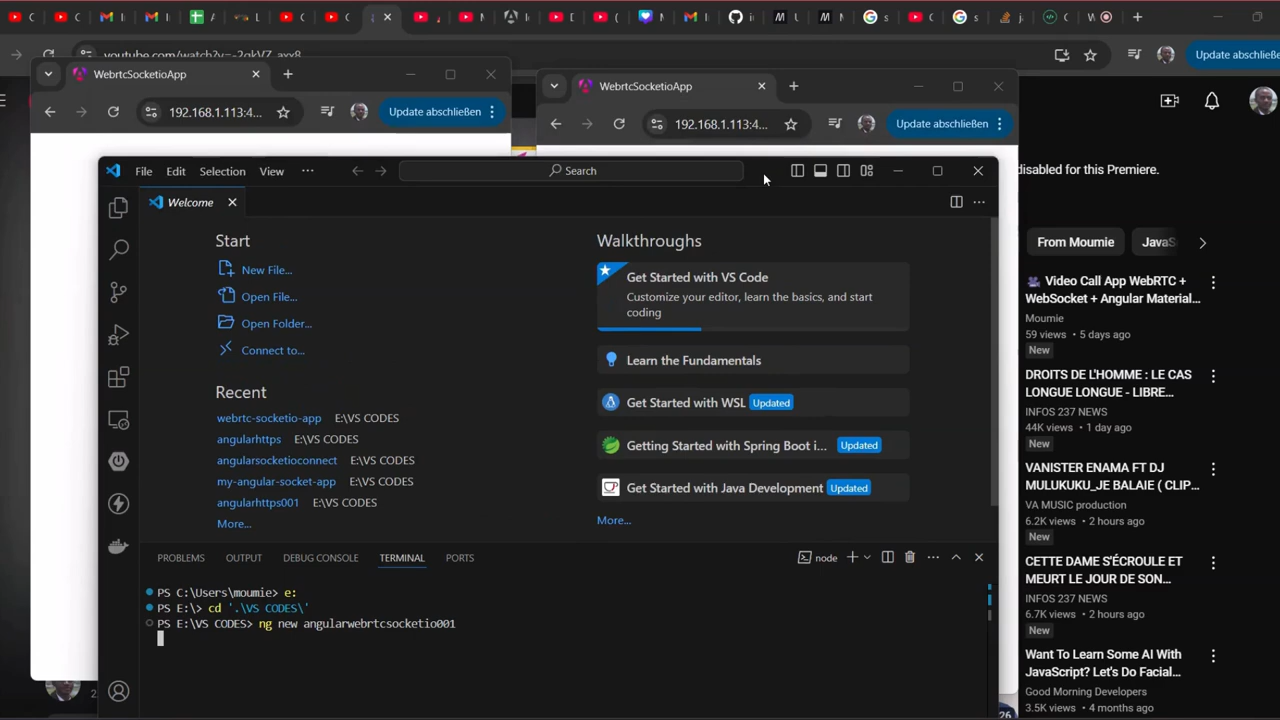 youtube.com/watch?v=-2qkVZ_axx8
Update abschließe
WebrtcSocketioApp
192.168.1.113:4...
Update abschließen
WebrtcSocketioApp
192.168.1.113:4...
Update abschließen
File Edit Selection View ...
Search
Welcome
Start
New File...
Open File...
Open Folder...
Connect to...
Recent
webrtc-socketio-app E:\VS CODES
angularhttps E:\VS CODES
angularsocketioconnect E:\VS CODES
my-angular-socket-app E:\VS CODES
angularhttps001 E:\VS CODES
More...
Walkthroughs
Get Started with VS Code
Customize your editor, learn the basics, and start
coding
Learn the Fundamentals
Get Started with WSL Updated
Getting Started with Spring Boot i... Updated
Get Started with Java Development Updated
More...
PROBLEMS OUTPUT DEBUG CONSOLE TERMINAL PORTS
node
PS C:\Users\moumie> e:
PS E:\> cd '.\VS CODES\'
PS E:\VS CODES> ng new angularwebrtcsocketio001
disabled for this Premiere.
From Moumie
JavaS
Video Call App WebRTC +
WebSocket + Angular Material...
Moumie
59 views • 5 days ago
New
DROITS DE L'HOMME : LE CAS
LONGUE LONGUE - LIBRE...
INFOS 237 NEWS
44K views • 1 day ago
New
VANISTER ENAMA FT DJ
MULUKUKU_JE BALAIE ( CLIP...
VA MUSIC production
6.2K views • 2 hours ago
New
CETTE DAME S'ÉCROULE ET
MEURT LE JOUR DE SON...
INFOS 237 NEWS
6.7K views • 2 hours ago
New
Want To Learn Some AI With
JavaScript? Let's Do Facial...
Good Morning Developers
3.5K views • 4 months ago